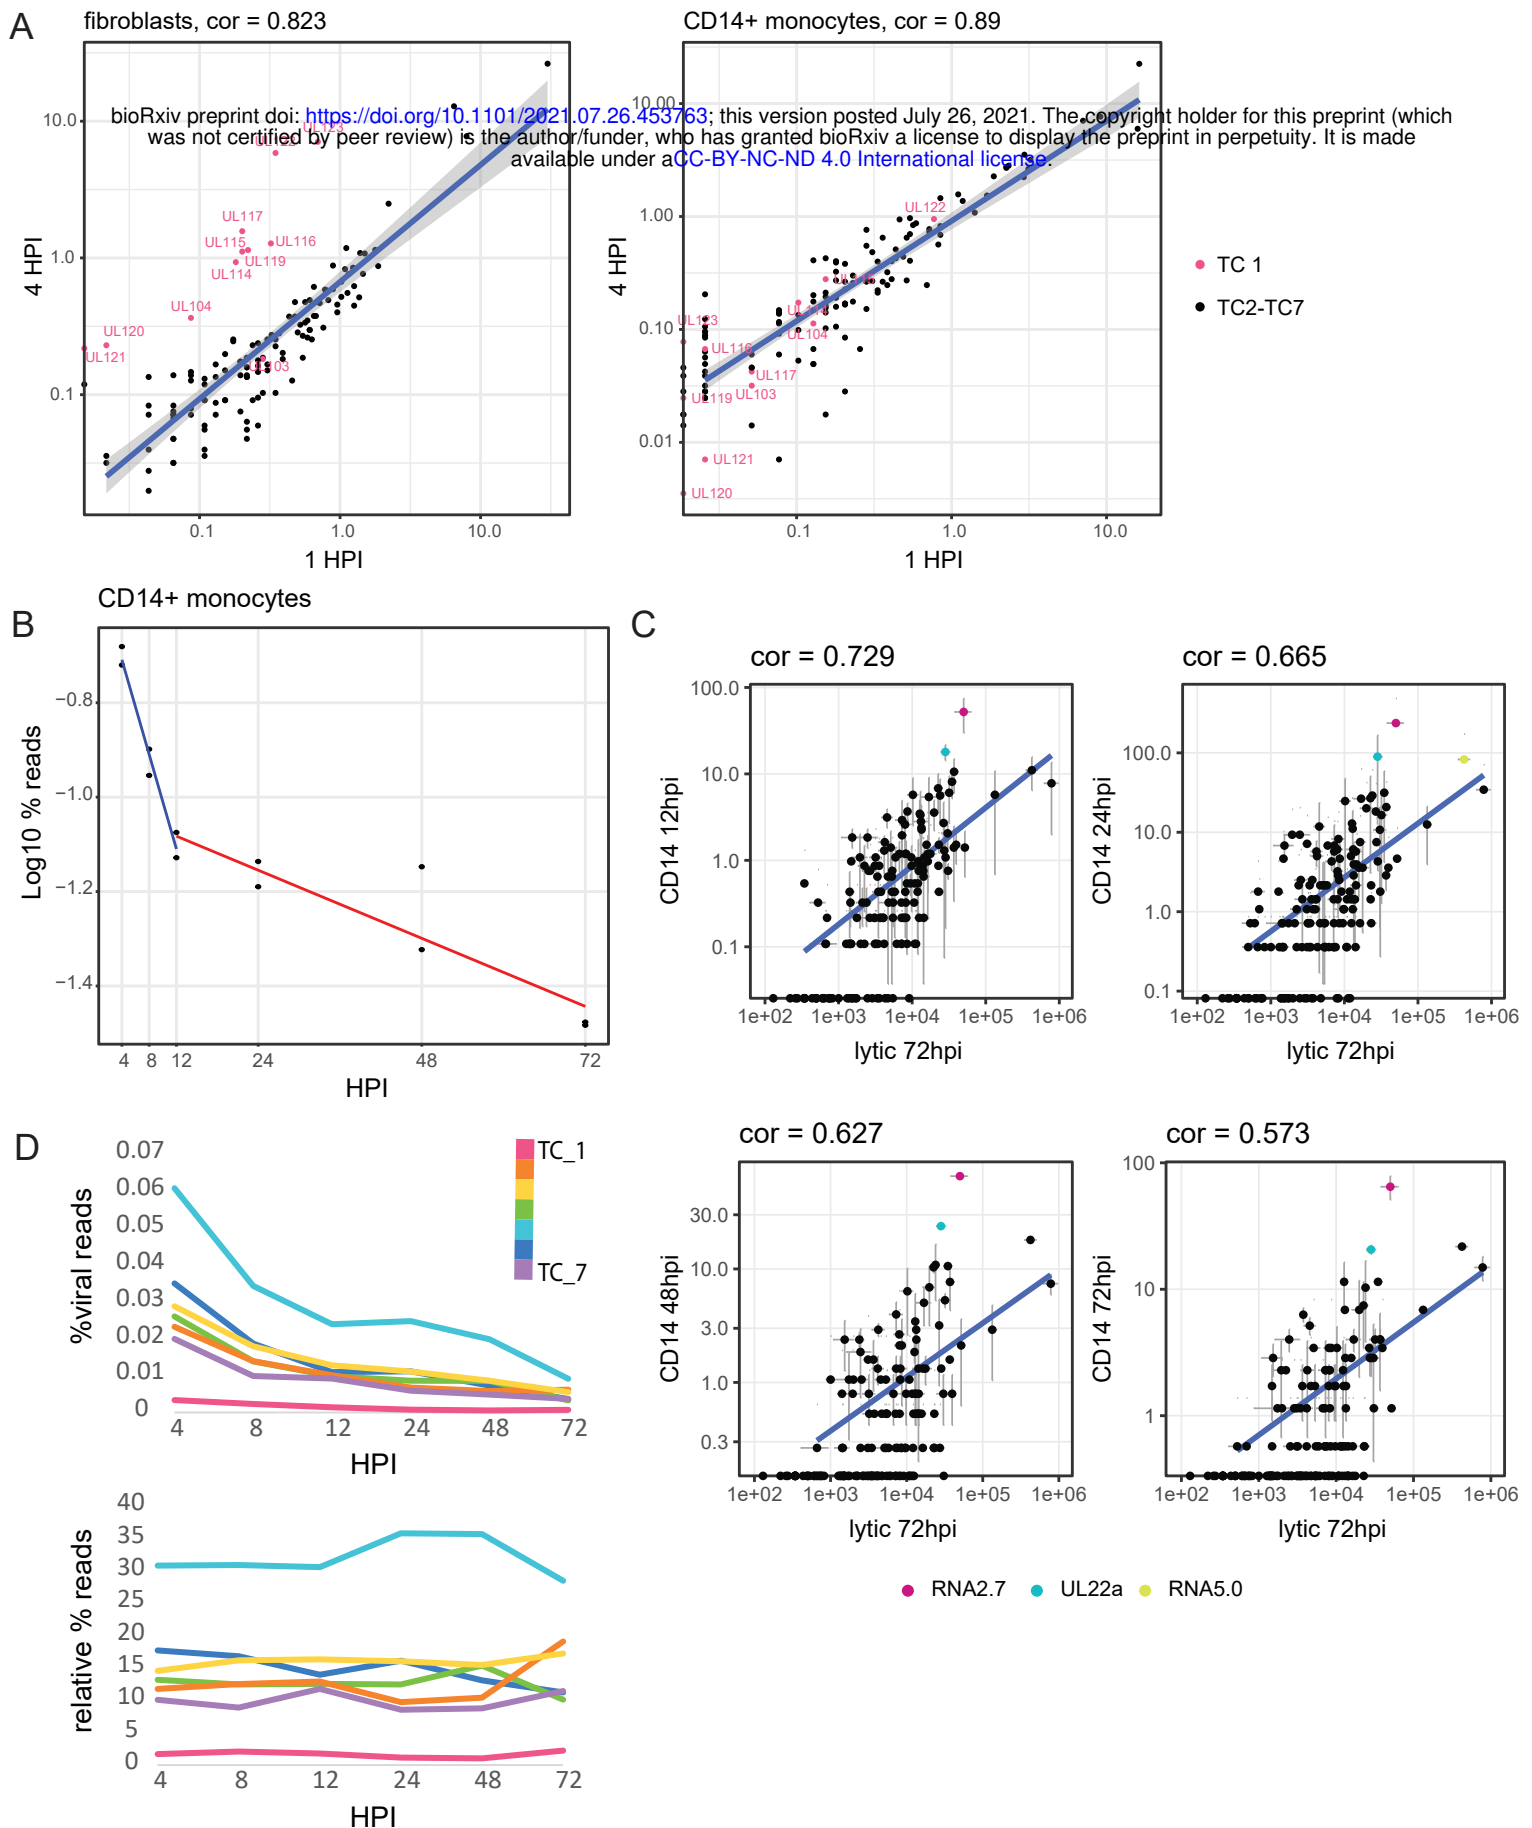 A
fibroblasts, cor = 0.823
CD14+ monocytes, cor = 0.89
bioRxiv preprint doi: https://doi.org/10.1101/2021.07.26.453763; this version posted July 26, 2021. The copyright holder for this preprint (which
was not certified by peer review) is the author/funder, who has granted bioRxiv a license to display the preprint in perpetuity. It is made
available under aCC-BY-NC-ND 4.0 International license.
4 HPI
10.0
1.0
0.1
UL123
UL122
UL117
UL115
UL116
UL119
UL114
UL104
UL120
UL121
UL103
0.1
1.0
10.0
1 HPI
4 HPI
10.00
1.00
0.10
0.01
UL122
UL123
UL104
UL116
UL117
UL103
UL119
UL121
UL120
0.1
1.0
10.0
1 HPI
TC 1
TC2-TC7
B
CD14+ monocytes
Log10 % reads
−0.8
−1.0
−1.2
−1.4
4
8
12
24
48
72
HPI
C
cor = 0.729
CD14 12hpi
100.0
10.0
1.0
0.1
1e+02
1e+03
1e+04
1e+05
1e+06
lytic 72hpi
cor = 0.665
CD14 24hpi
100.0
10.0
1.0
0.1
1e+02
1e+03
1e+04
1e+05
1e+06
lytic 72hpi
cor = 0.627
CD14 48hpi
30.0
10.0
3.0
1.0
0.3
1e+02
1e+03
1e+04
1e+05
1e+06
lytic 72hpi
cor = 0.573
CD14 72hpi
100
10
1
1e+02
1e+03
1e+04
1e+05
1e+06
lytic 72hpi
RNA2.7
UL22a
RNA5.0
D
%viral reads
0.07
0.06
0.05
0.04
0.03
0.02
0.01
0
TC_1
TC_7
4
8
12
24
48
72
HPI
relative % reads
40
35
30
25
20
15
10
5
0
4
8
12
24
48
72
HPI